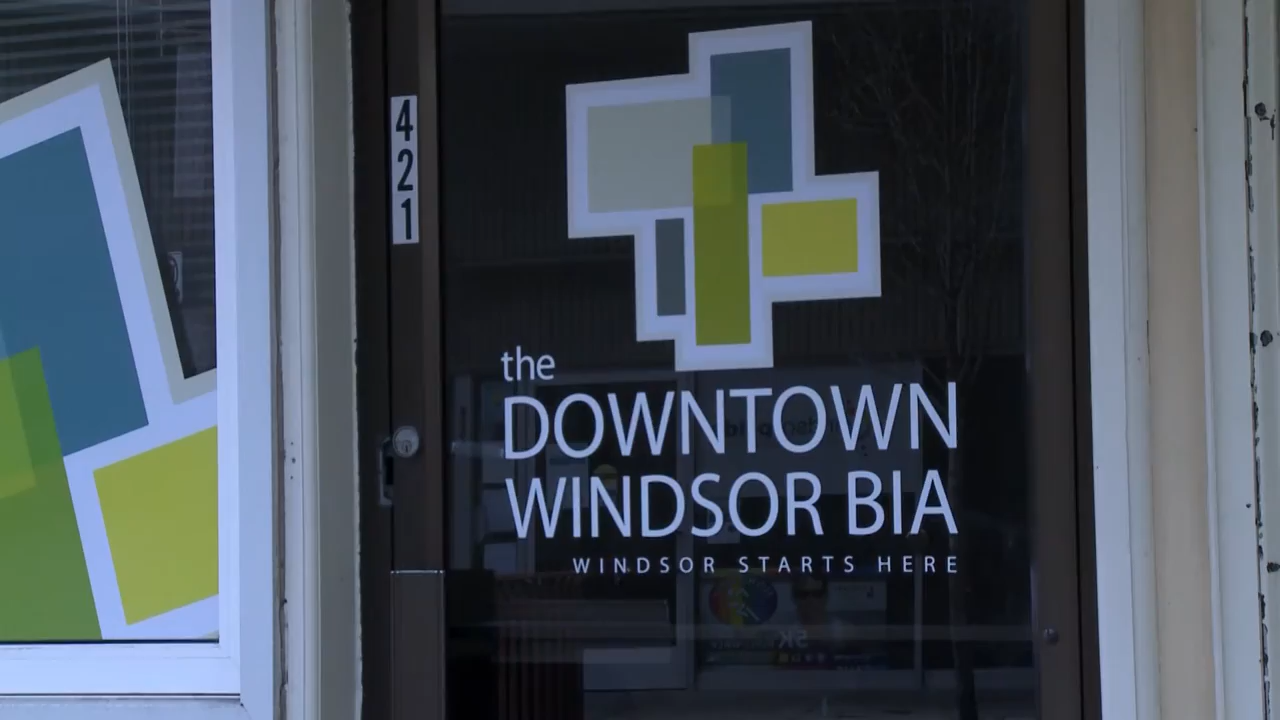 421
the
DOWNTOWN
WINDSOR BIA
WINDSOR STARTS HERE